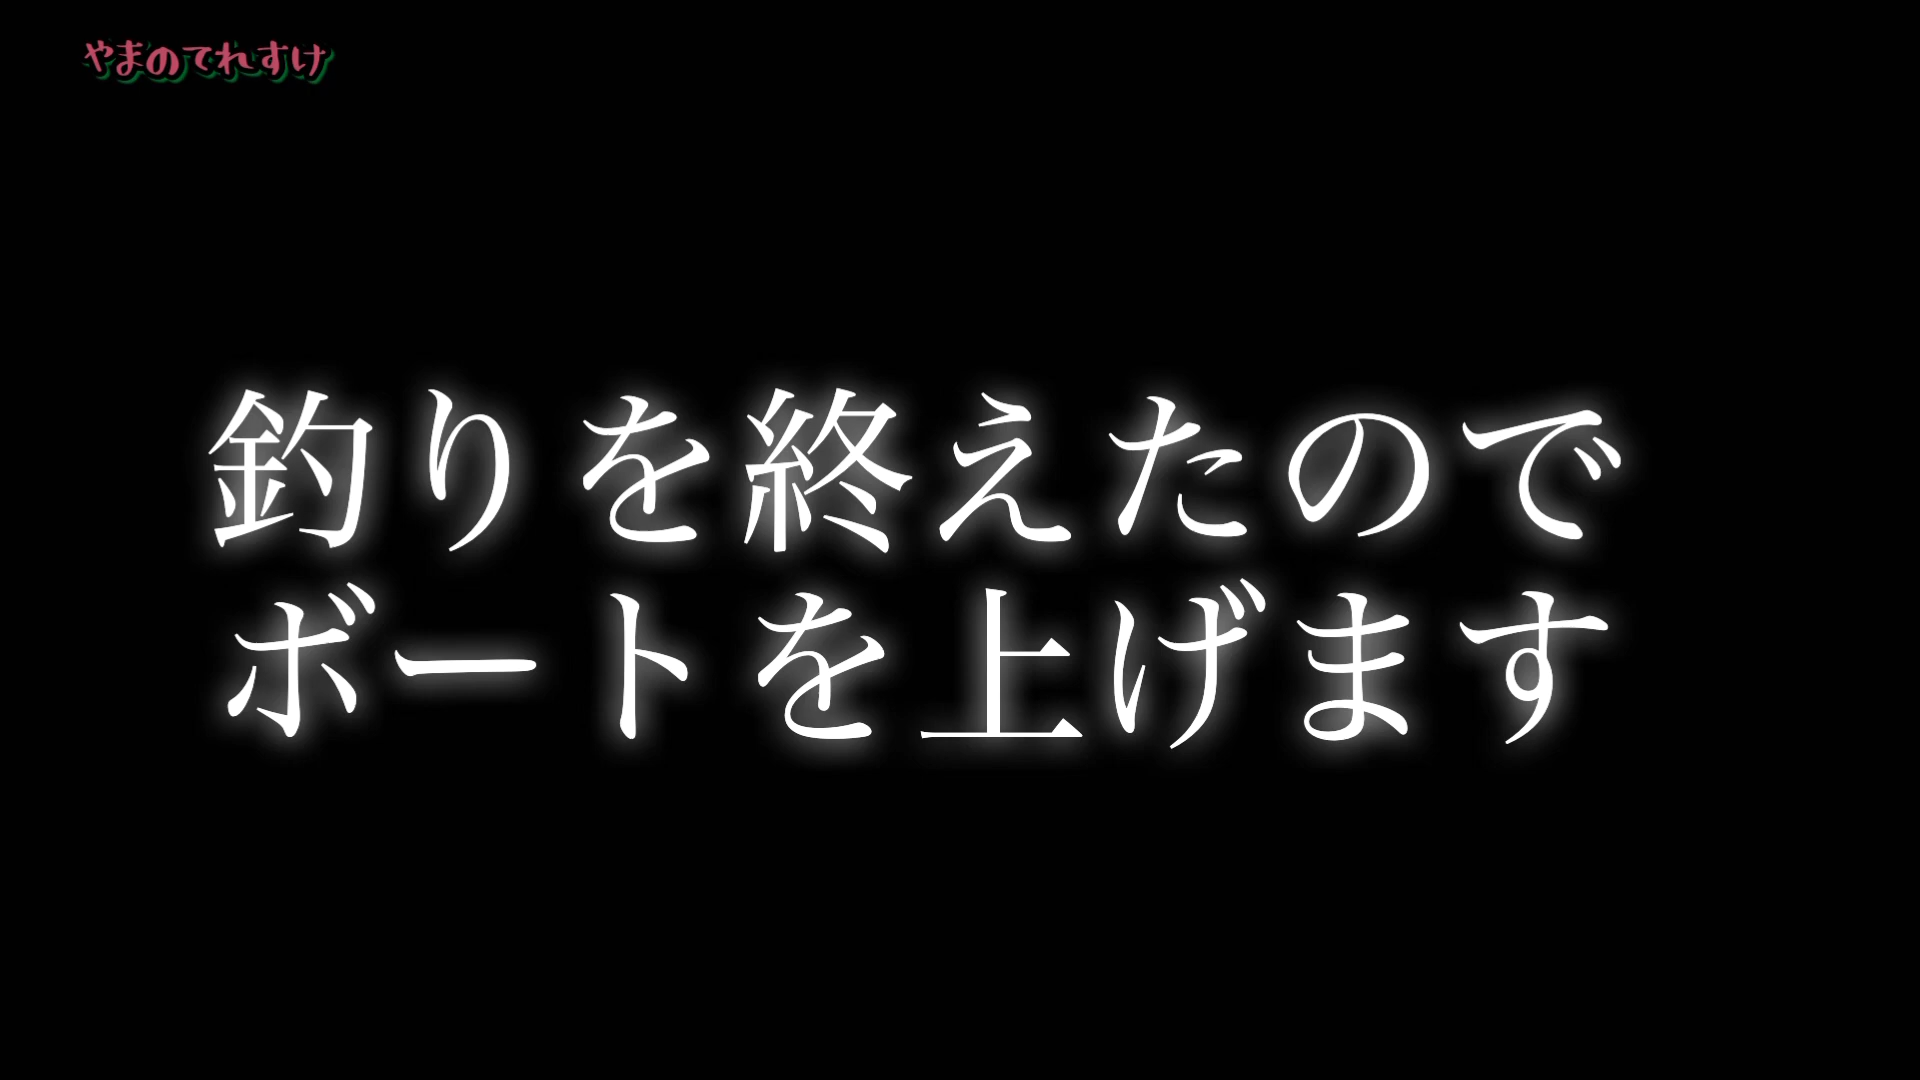 やまのてれすけ
釣りを終えたので
ボートを上げます